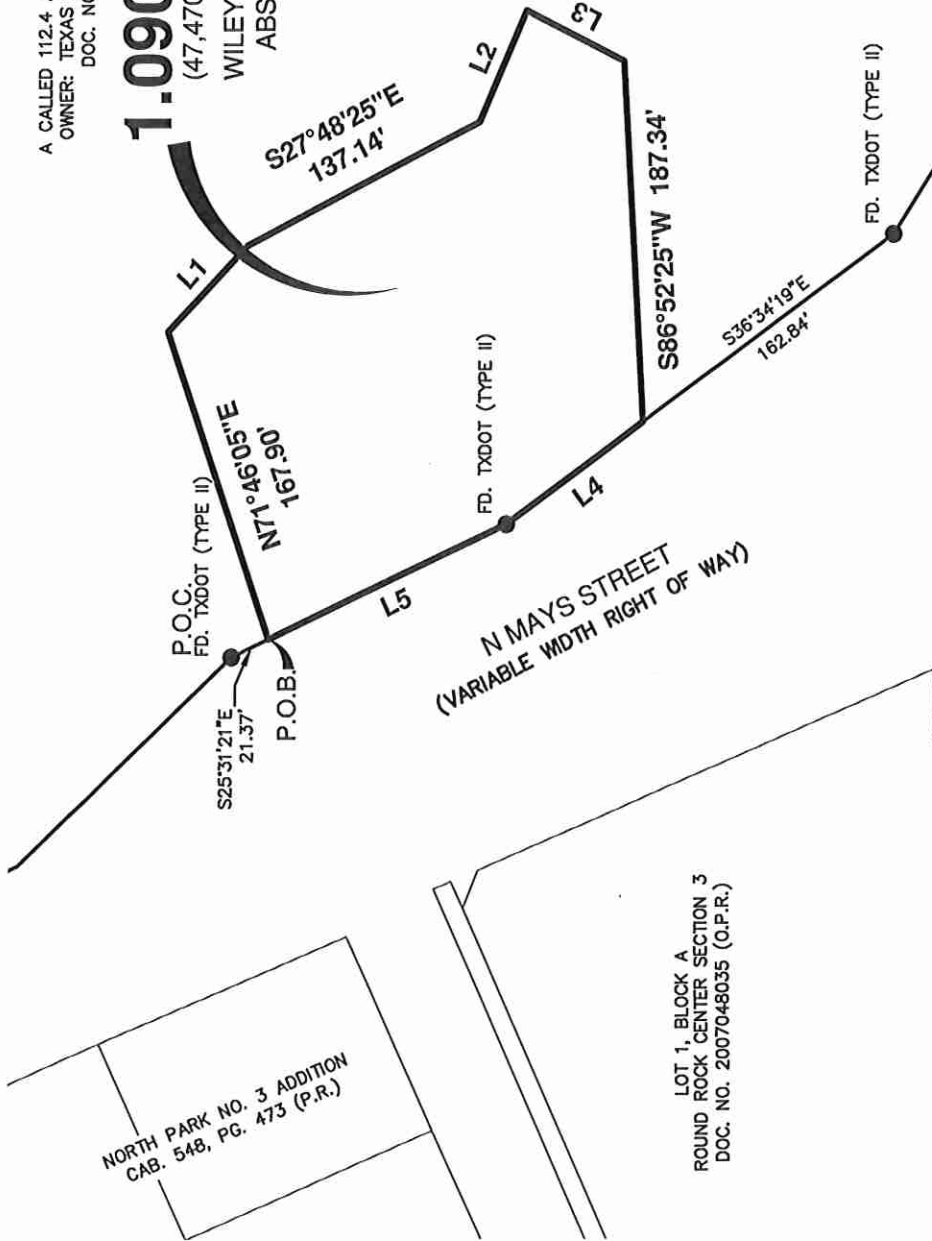 A CALLED 112.4
OWNER: TEXAS
DOC. NO
1.090
(47,470
WILEY
ABS
L1
S27°48'25"E
137.14'
L2
L3
N71°46'05"E
167.90'
P.O.C.
FD. TXDOT (TYPE II)
S25°31'21"E
21.37'
P.O.B.
L5
FD. TXDOT (TYPE II)
L4
S86°52'25"W 187.34'
S36°34'19"E
162.84'
FD. TXDOT (TYPE II)
N MAYS STREET
(VARIABLE WIDTH RIGHT OF WAY)
NORTH PARK NO. 3 ADDITION
CAB. 548, PG. 473 (P.R.)
LOT 1, BLOCK A
ROUND ROCK CENTER SECTION 3
DOC. NO. 2007048035 (O.P.R.)